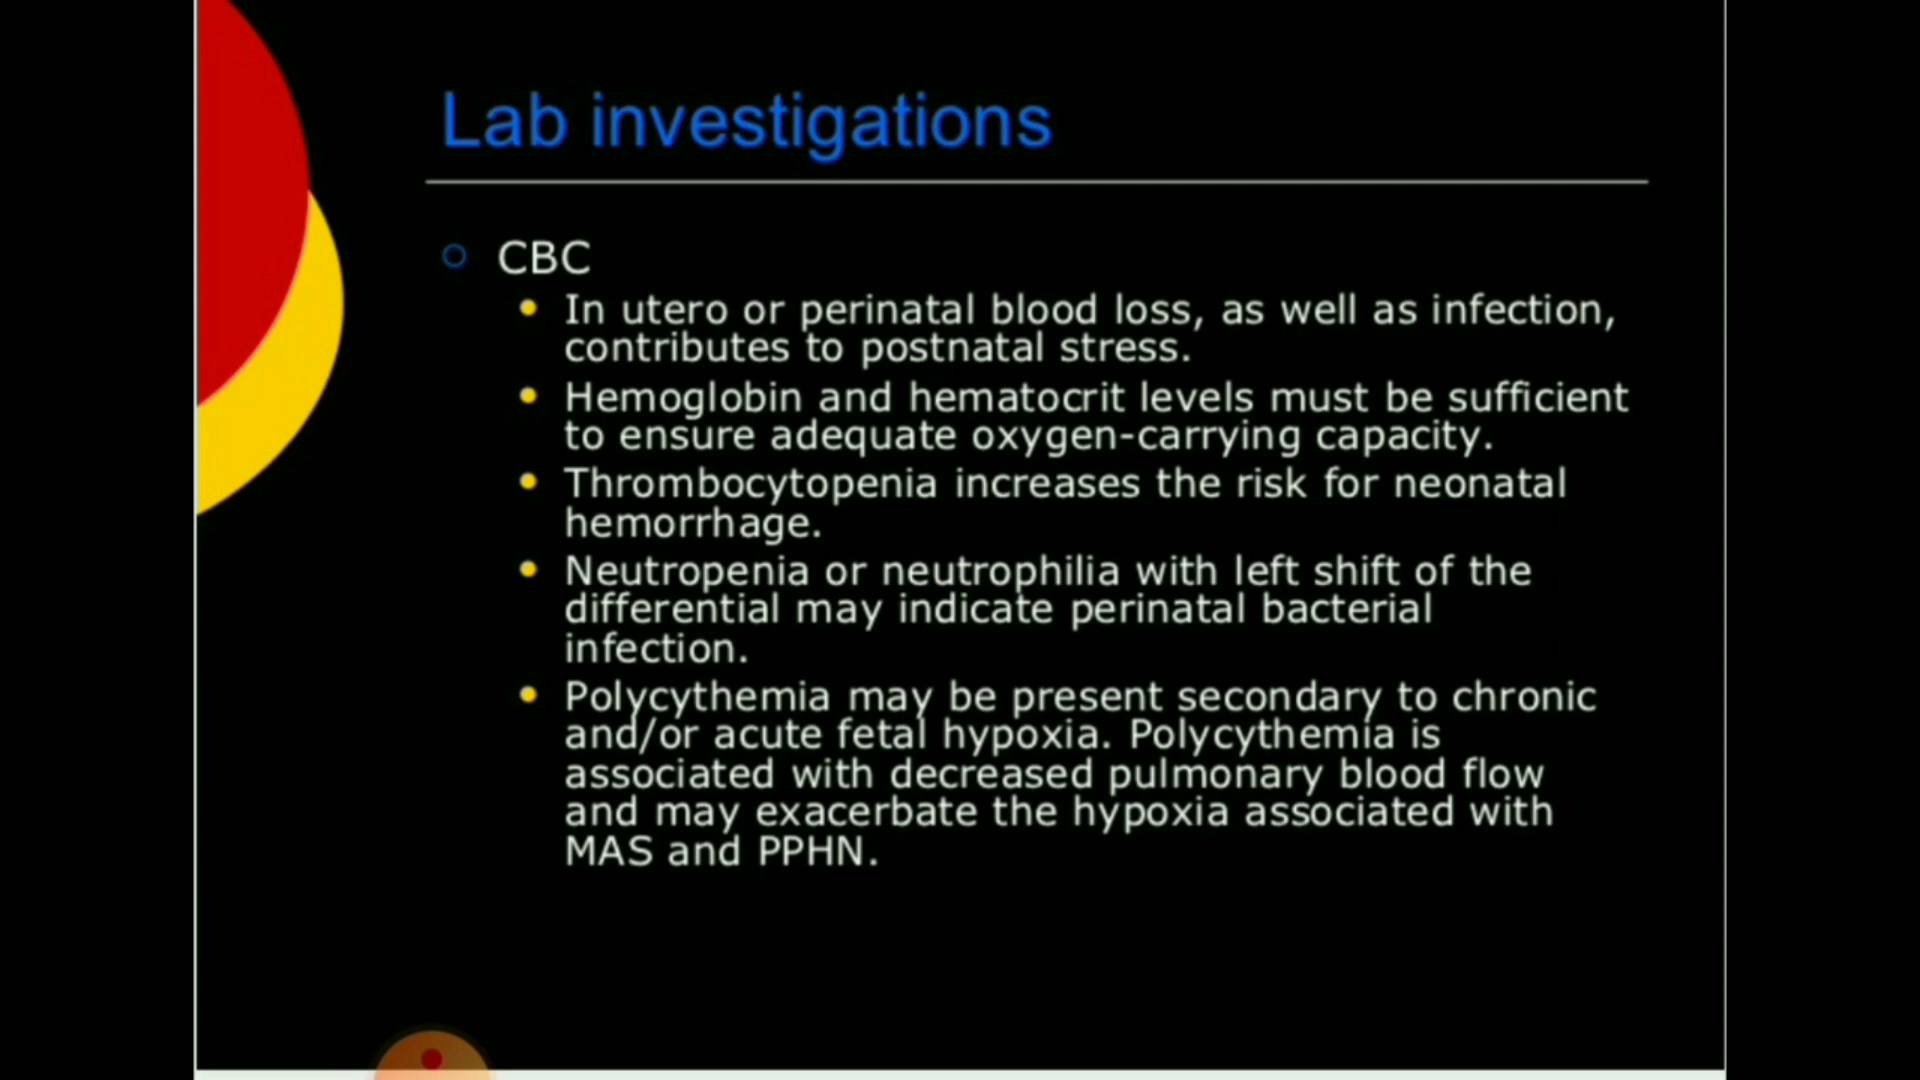 Lab investigations
CBC
In utero or perinatal blood loss, as well as infection,
contributes to postnatal stress.
Hemoglobin and hematocrit levels must be sufficient
to ensure adequate oxygen-carrying capacity.
Thrombocytopenia increases the risk for neonatal
hemorrhage.
Neutropenia or neutrophilia with left shift of the
differential may indicate perinatal bacterial
infection.
Polycythemia may be present secondary to chronic
and/or acute fetal hypoxia. Polycythemia is
associated with decreased pulmonary blood flow
and may exacerbate the hypoxia associated with
MAS and PPHN.